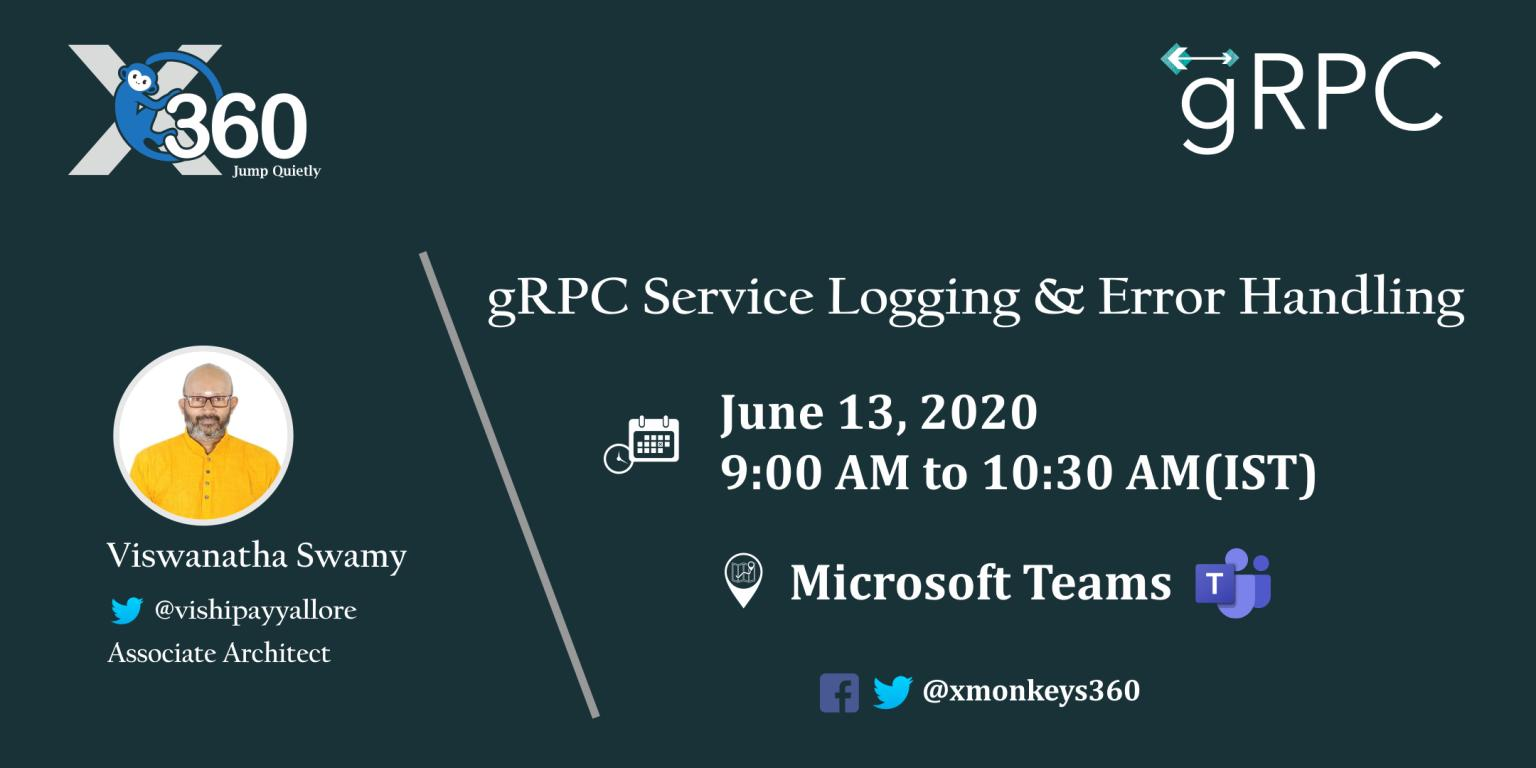 X360
Jump Quietly
gRPC
gRPC Service Logging & Error Handling
June 13, 2020
9:00 AM to 10:30 AM(IST)
Microsoft Teams
T
@xmonkeys360
Viswanatha Swamy
@vishipayyallore
Associate Architect